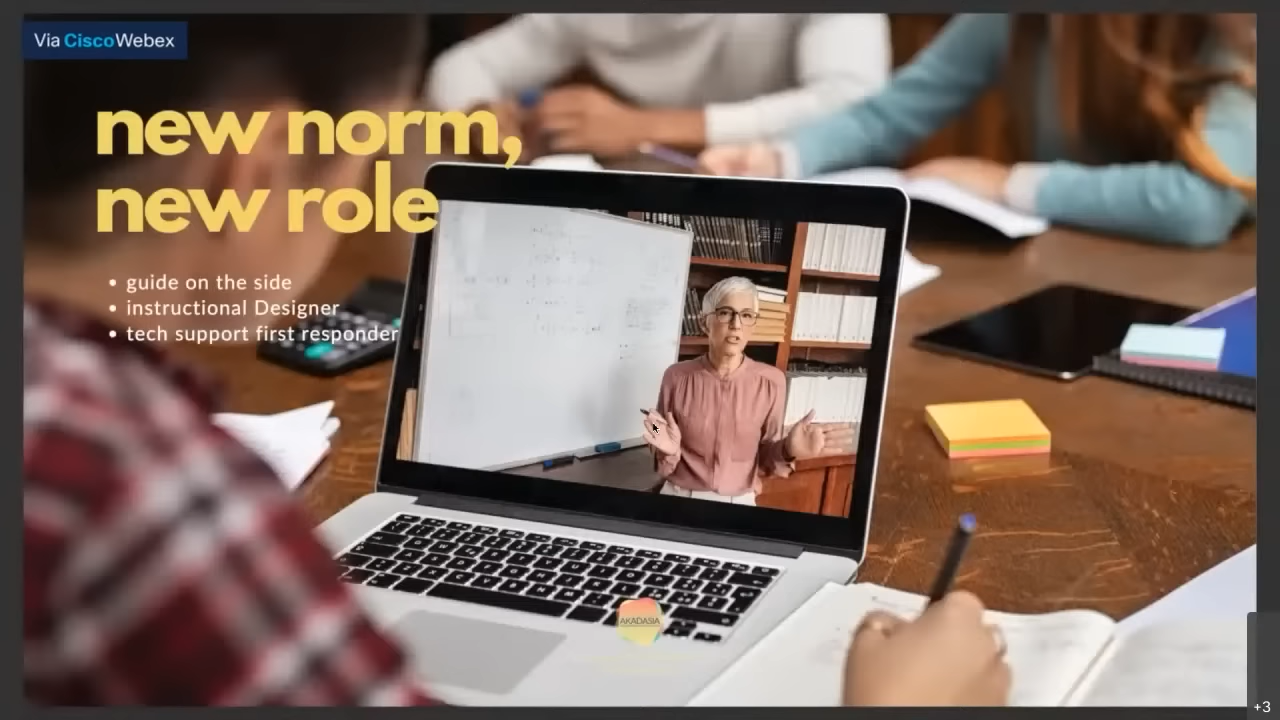 Via CiscoWebex
new norm,
new role
• guide on the side
• instructional Designer
• tech support first responder
AKADASIA
+3